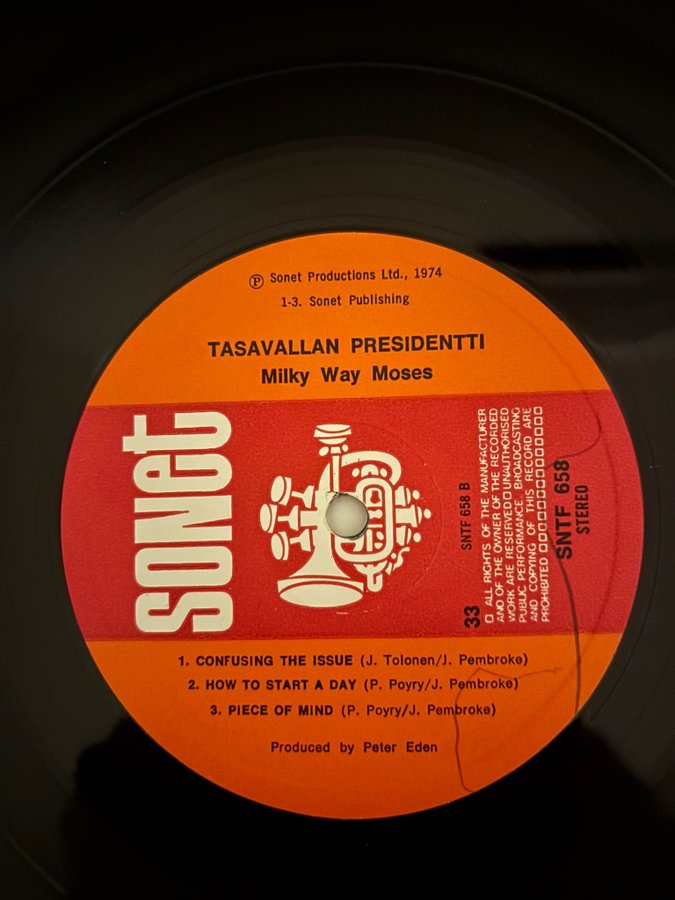 Ⓟ Sonet Productions Ltd., 1974
1-3. Sonet Publishing
TASAVALLAN PRESIDENTTI
Milky Way Moses
sonet
33
SNTF 658 B
□ ALL RIGHTS OF THE MANUFACTURER
AND OF THE OWNER OF THE RECORDED
WORK ARE RESERVED □ UNAUTHORISED
PUBLIC PERFORMANCE. BROADCASTING
AND COPYING OF THIS RECORD ARE
PROHIBITED □□□□□□□□□□□□□
SNTF 658
STEREO
1. CONFUSING THE ISSUE (J. Tolonen/J. Pembroke)
2. HOW TO START A DAY (P. Poyry/J. Pembroke)
3. PIECE OF MIND (P. Poyry/J. Pembroke)
Produced by Peter Eden